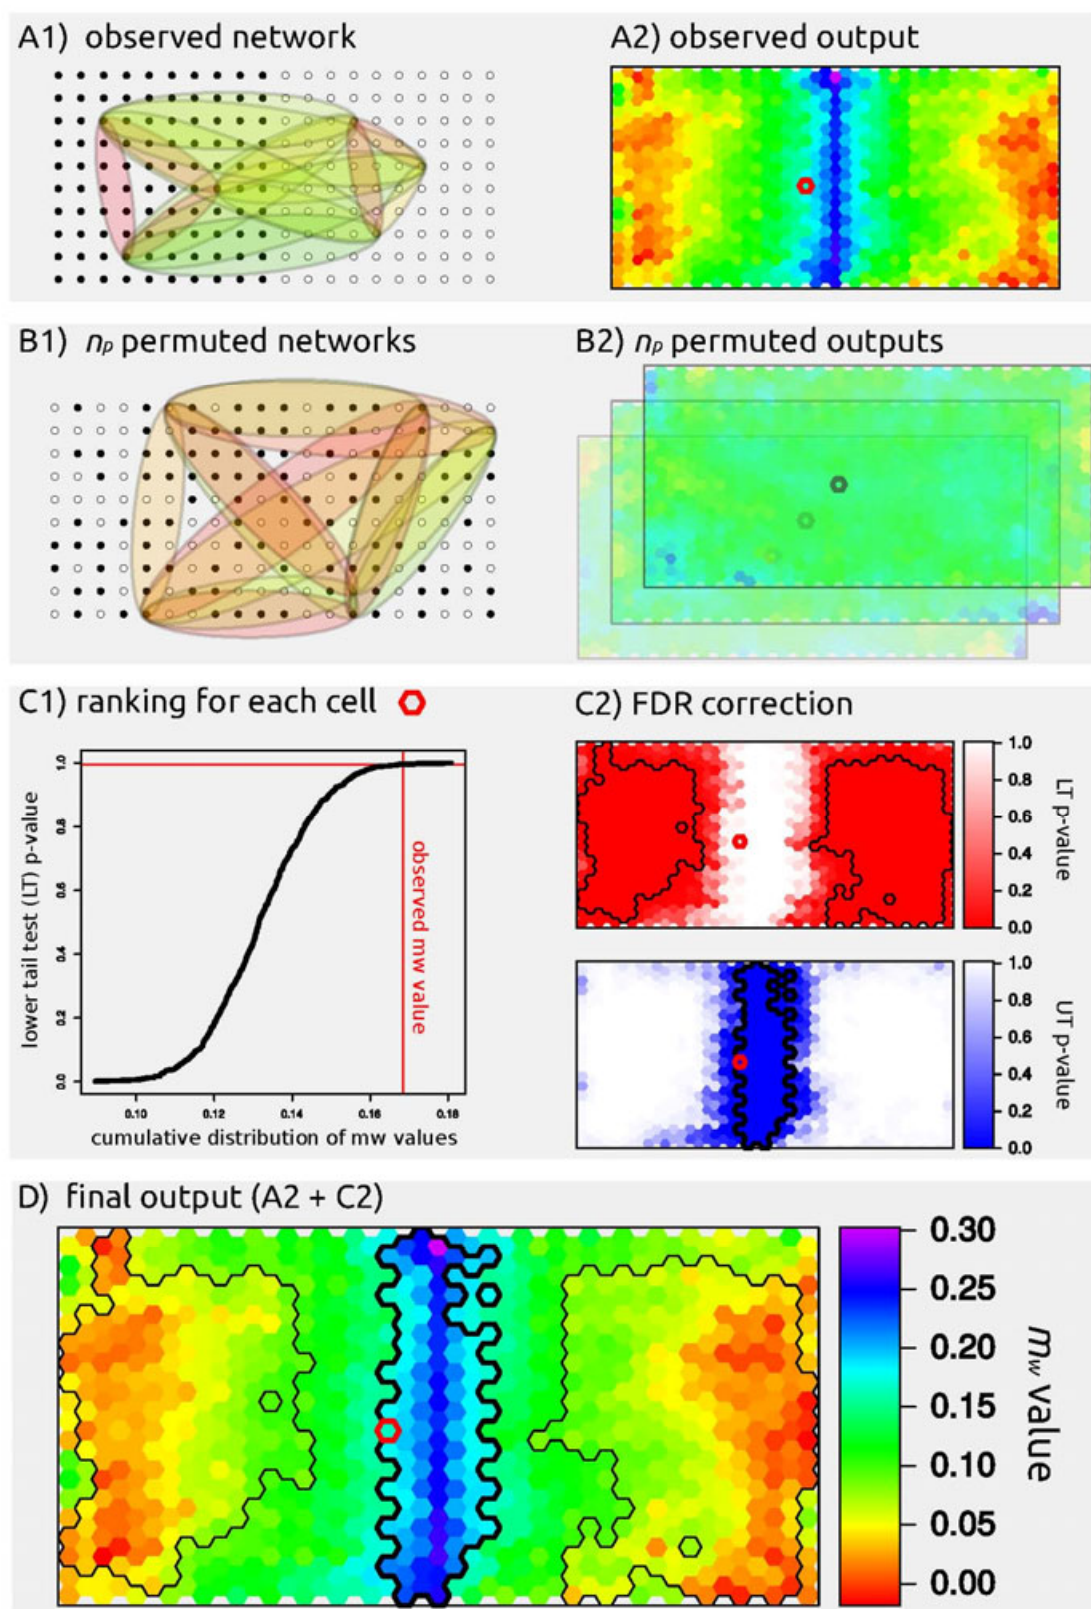 A1) observed network
A2) observed output
B1) np permuted networks
B2) np permuted outputs
C1) ranking for each cell
C2) FDR correction
lower tail test (LT) p-value
1.0
0.8
0.6
0.4
0.2
0.0
observed mw value
0.10 0.12 0.14 0.16 0.18
cumulative distribution of mw values
1.0
0.8
0.6
0.4
0.2
0.0
LT p-value
1.0
0.8
0.6
0.4
0.2
0.0
UT p-value
D) final output (A2 + C2)
0.30
0.25
0.20
0.15
0.10
0.05
0.00
mw value